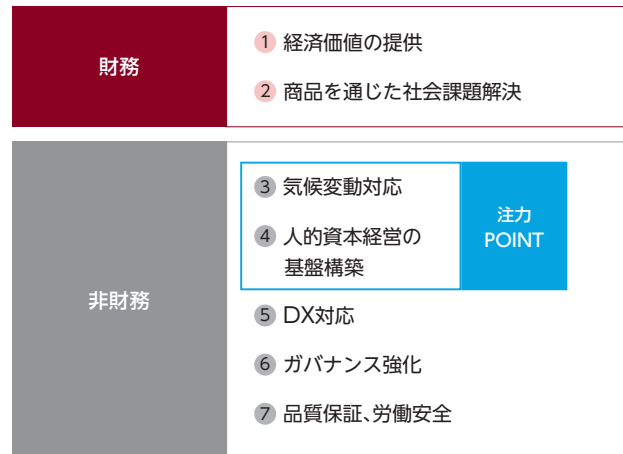 財務
1 経済価値の提供
2 商品を通じた社会課題解決
非財務
3 気候変動対応
4 人的資本経営の
基盤構築
注力
POINT
5 DX対応
6 ガバナンス強化
7 品質保証、労働安全